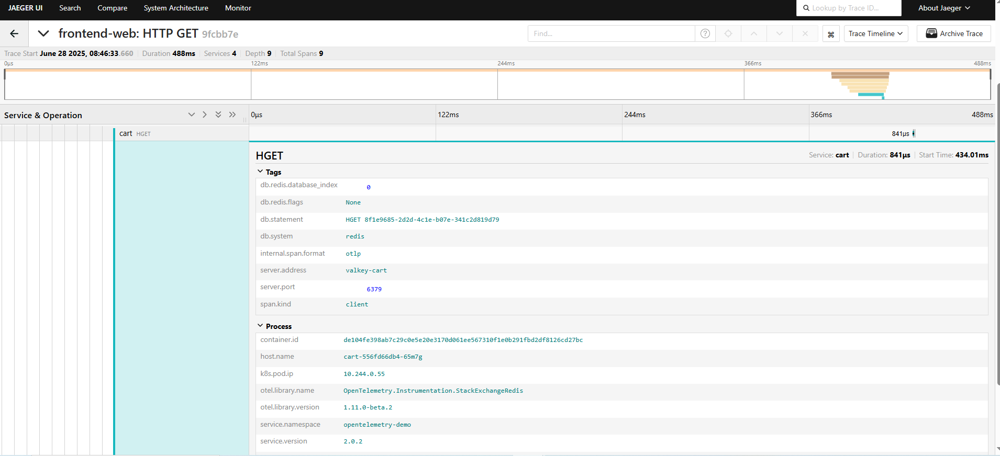 JAEGER UI Search Compare System Architecture Monitor Lookup by Trace ID... About Jaeger
frontend-web: HTTP GET 9fcbb7e Find... Trace Timeline Archive Trace
Trace Start June 28 2025, 08:46:33.660 Duration 488ms Services 4 Depth 9 Total Spans 9
0μs 122ms 244ms 366ms 488ms
Service & Operation 0μs 122ms 244ms 366ms 488ms
cart HGET 841μs
HGET Service: cart Duration: 841μs Start Time: 434.01ms
Tags
db.redis.database_index 0
db.redis.flags None
db.statement HGET 8f1e9685-2d2d-4c1e-b07e-341c2d819d79
db.system redis
internal.span.format otlp
server.address valkey-cart
server.port 6379
span.kind client
Process
container.id de104fe398ab7c29c0e5e20e3170d061ee567310f1e0b291fbd2df8126cd27bc
host.name cart-556fd66db4-65m7g
k8s.pod.ip 10.244.0.55
otel.library.name OpenTelemetry.Instrumentation.StackExchangeRedis
otel.library.version 1.11.0-beta.2
service.namespace opentelemetry-demo
service.version 2.0.2